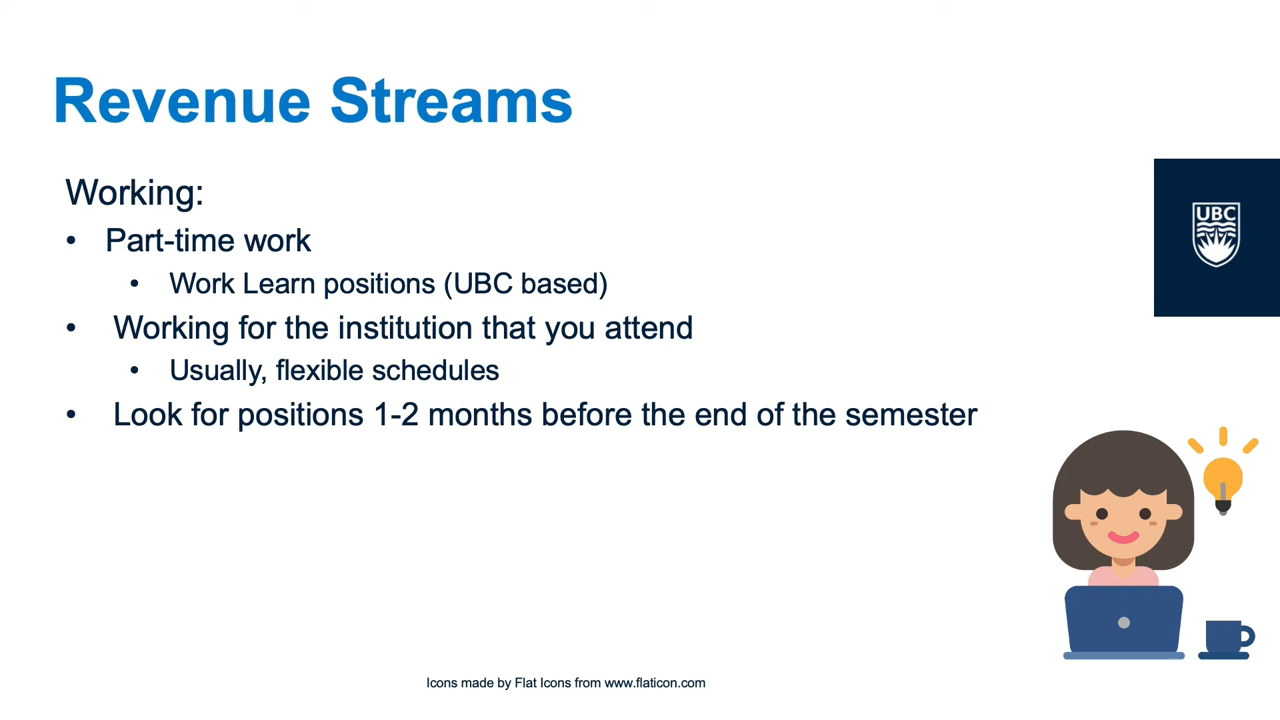 Revenue Streams
Working:
• Part-time work
• Work Learn positions (UBC based)
• Working for the institution that you attend
• Usually, flexible schedules
• Look for positions 1-2 months before the end of the semester
UBC
Icons made by Flat Icons from www.flaticon.com